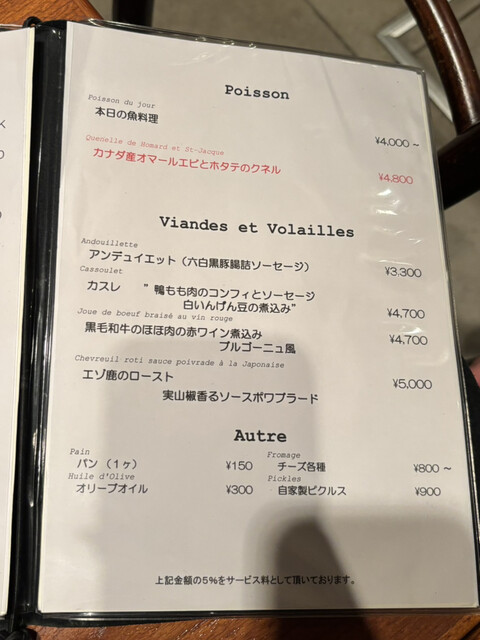 Poisson
Poisson du jour
本日の魚料理
¥4,000～
Quenelle de Homard et St-Jacque
カナダ産オマールエビとホタテのクネル
¥4,800
Viandes et Volailles
Andouillette
アンデュイエット（六白黒豚腸詰ソーセージ）
¥3,300
Cassoulet
カスレ　”鴨もも肉のコンフィとソーセージ
白いんげん豆の煮込み”
¥4,700
Joue de boeuf braisé au vin rouge
黒毛和牛のほほ肉の赤ワイン煮込み
ブルゴーニュ風
¥4,700
Chevreuil roti sauce poivrade à la Japonaise
エゾ鹿のロースト
¥5,000
実山椒香るソースポワブラード
Autre
Pain
パン（１ヶ）
¥150
Huile d'Olive
オリーブオイル
¥300
Fromage
チーズ各種
¥800～
Pickles
自家製ピクルス
¥900
上記金額の5%をサービス料として頂いております。